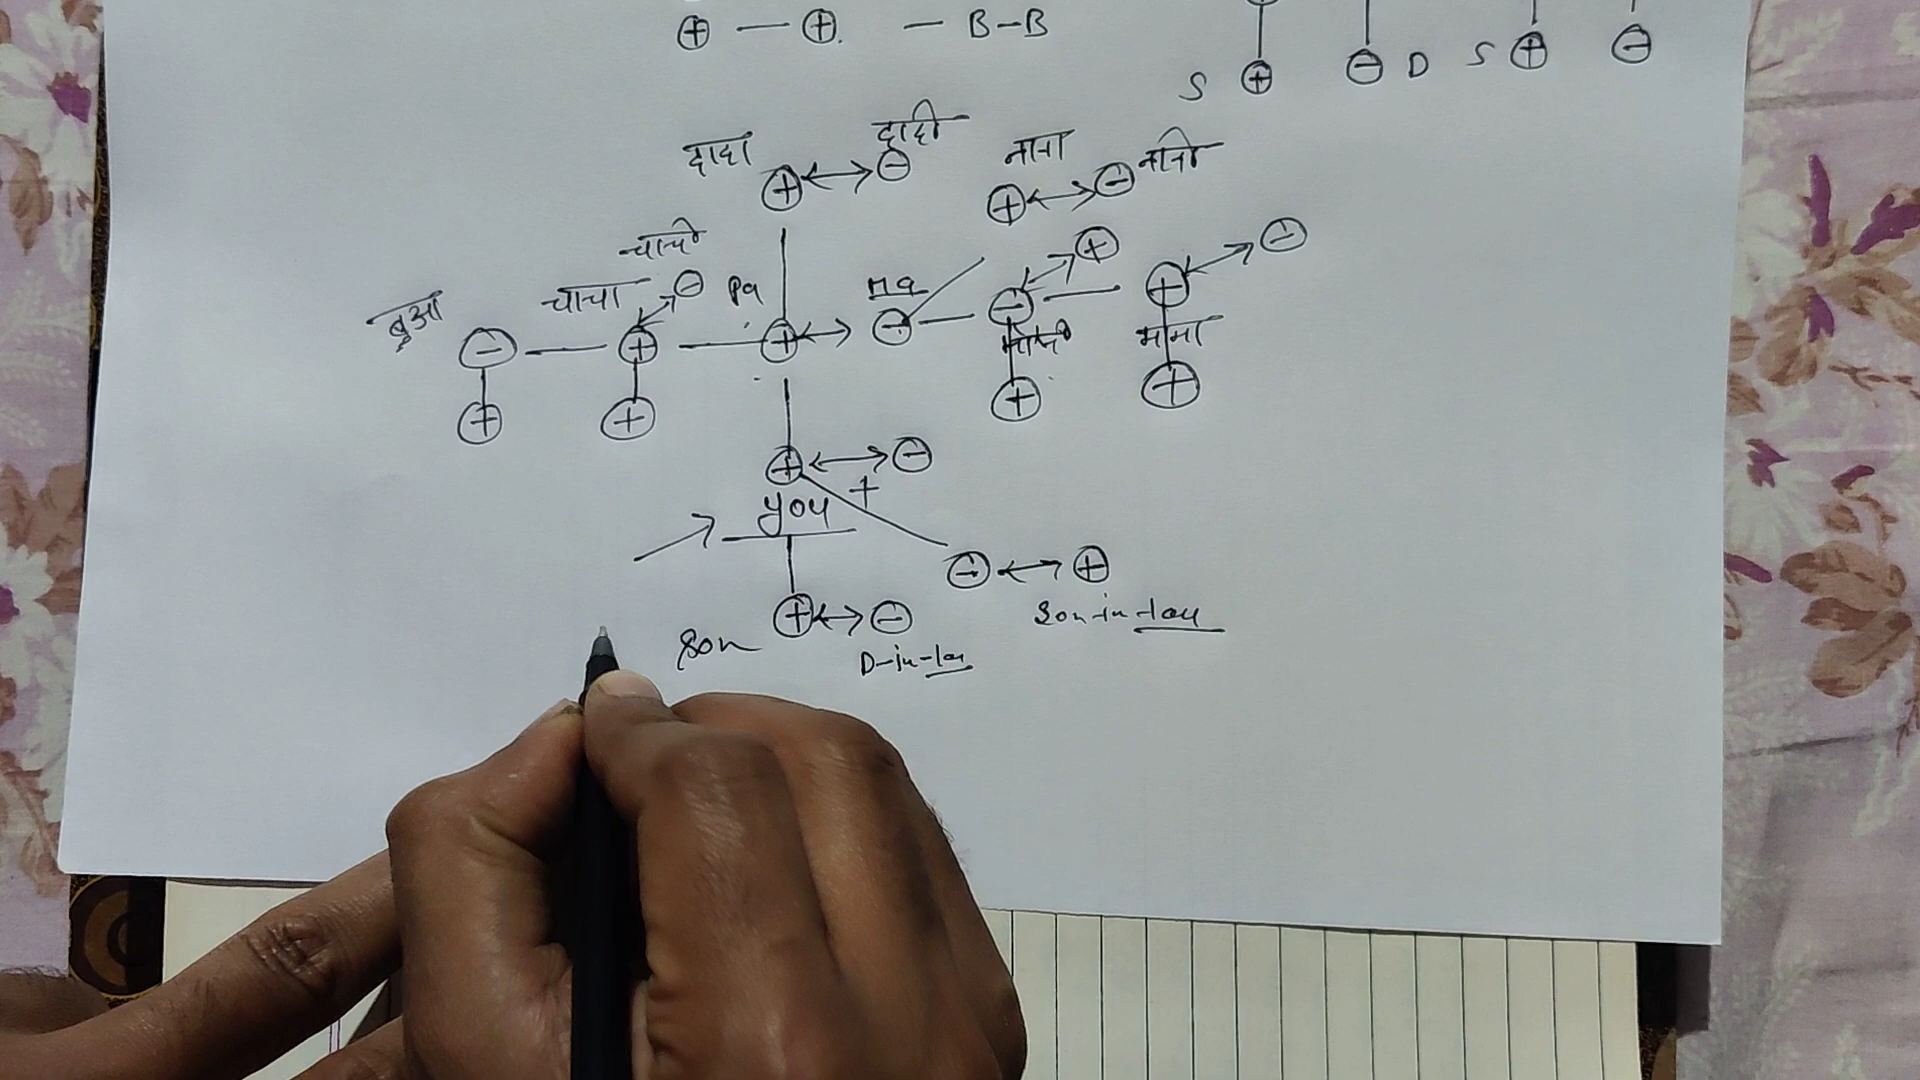 ⊕ — ⊕. — B-B
S ⊕ ⊖ D S ⊕ ⊖
दादा ⊕ ↔ ⊖ दादी
नाना ⊕ ↔ ⊖ नानी
बुआ ⊖ — चाचा ⊕ ↔ ⊖ चाची
Pa ⊕ ↔ ⊖ Ma
मौसी ⊖ ↔ ⊕
मामा ⊕ ↔ ⊖
⊕ ⊕ ⊕ ⊕
⊕ ↔ ⊖
you +
⊖ ↔ ⊕
Son-in-law
son ⊕ ↔ ⊖
D-in-law